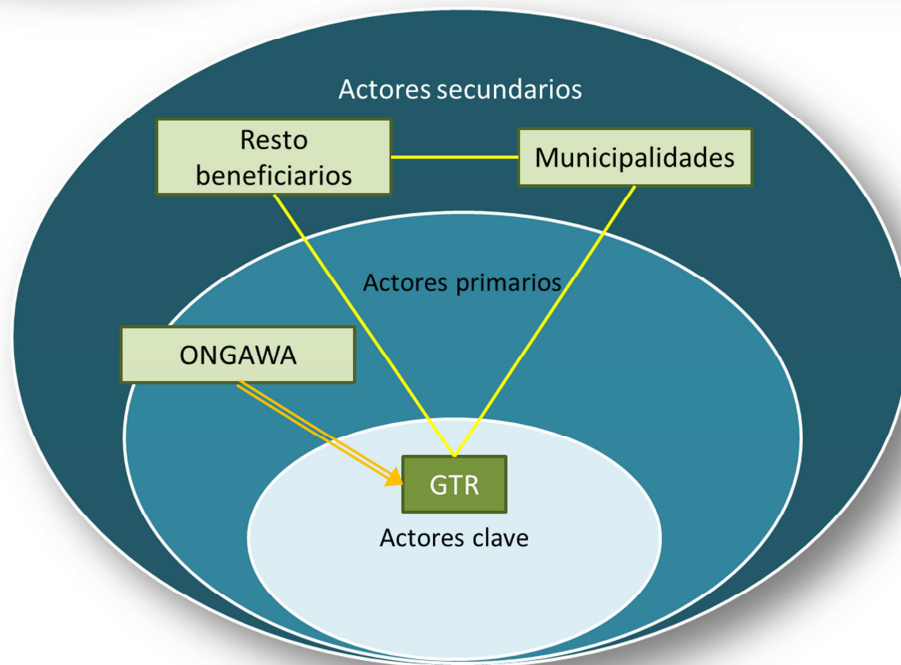 Actores secundarios
Resto
beneficiarios
Municipalidades
Actores primarios
ONGAWA
GTR
Actores clave